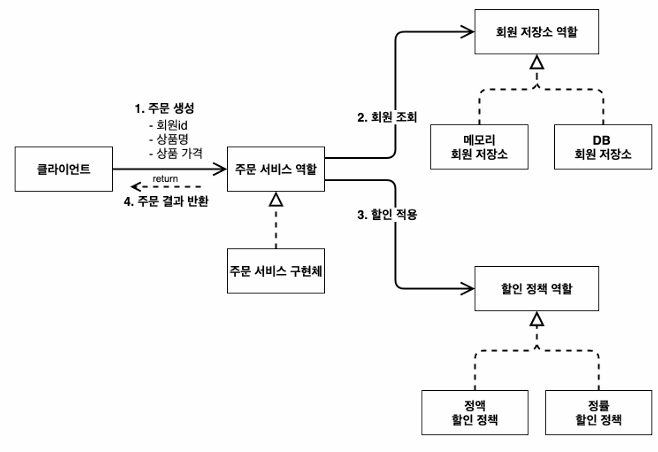 회원 저장소 역할
1. 주문 생성
- 회원id
- 상품명
- 상품 가격
2. 회원 조회
메모리
회원 저장소
DB
회원 저장소
클라이언트
return
4. 주문 결과 반환
주문 서비스 역할
3. 할인 적용
주문 서비스 구현체
할인 정책 역할
정액
할인 정책
정률
할인 정책